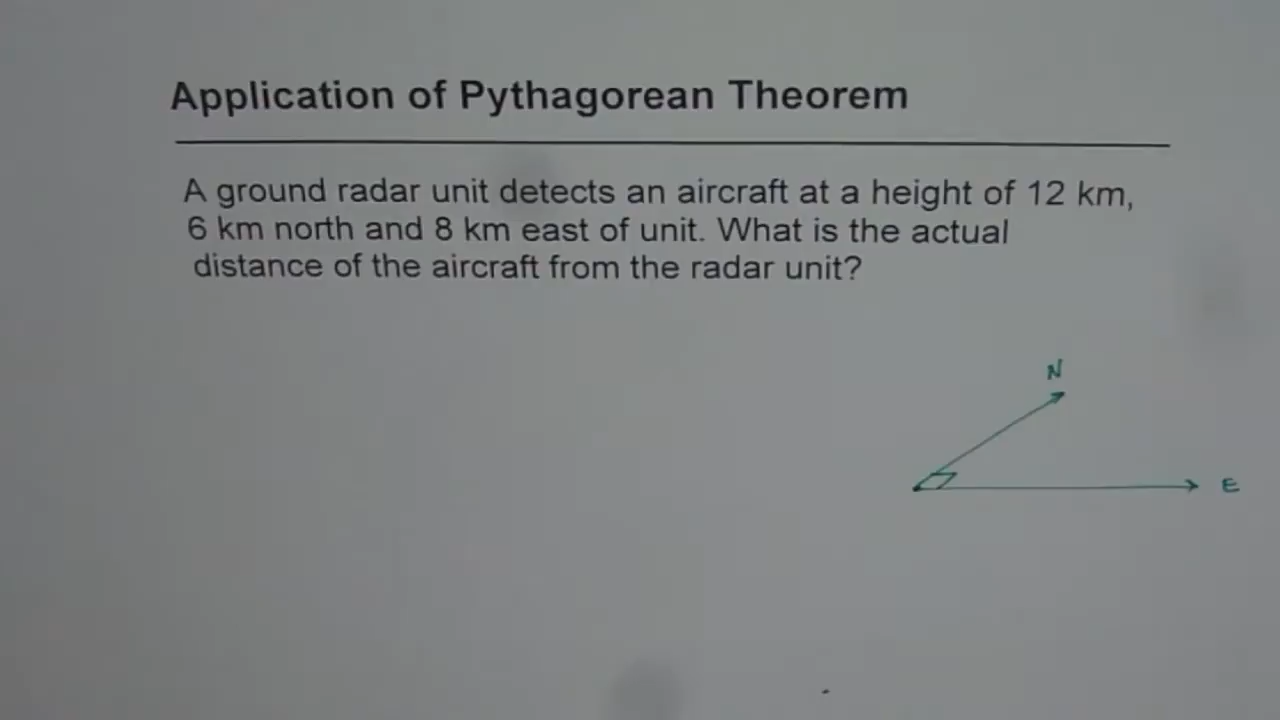 Application of Pythagorean Theorem
A ground radar unit detects an aircraft at a height of 12 km,
6 km north and 8 km east of unit. What is the actual
distance of the aircraft from the radar unit?
N
E